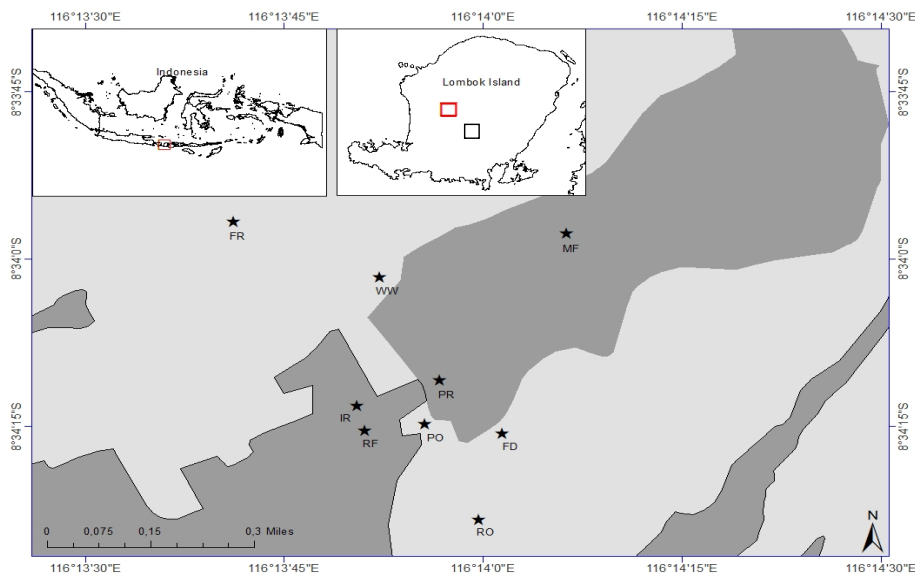 116°13'30"E 116°13'45"E 116°14'0"E 116°14'15"E 116°14'30"E
8°33'45"S 8°33'45"S
Indonesia
Lombok Island
8°34'0"S 8°34'0"S
FR
MF
WW
PR
IR
PO
RF
FD
8°34'15"S 8°34'15"S
RO
N
0 0,075 0,15 0,3 Miles
116°13'30"E 116°13'45"E 116°14'0"E 116°14'15"E 116°14'30"E